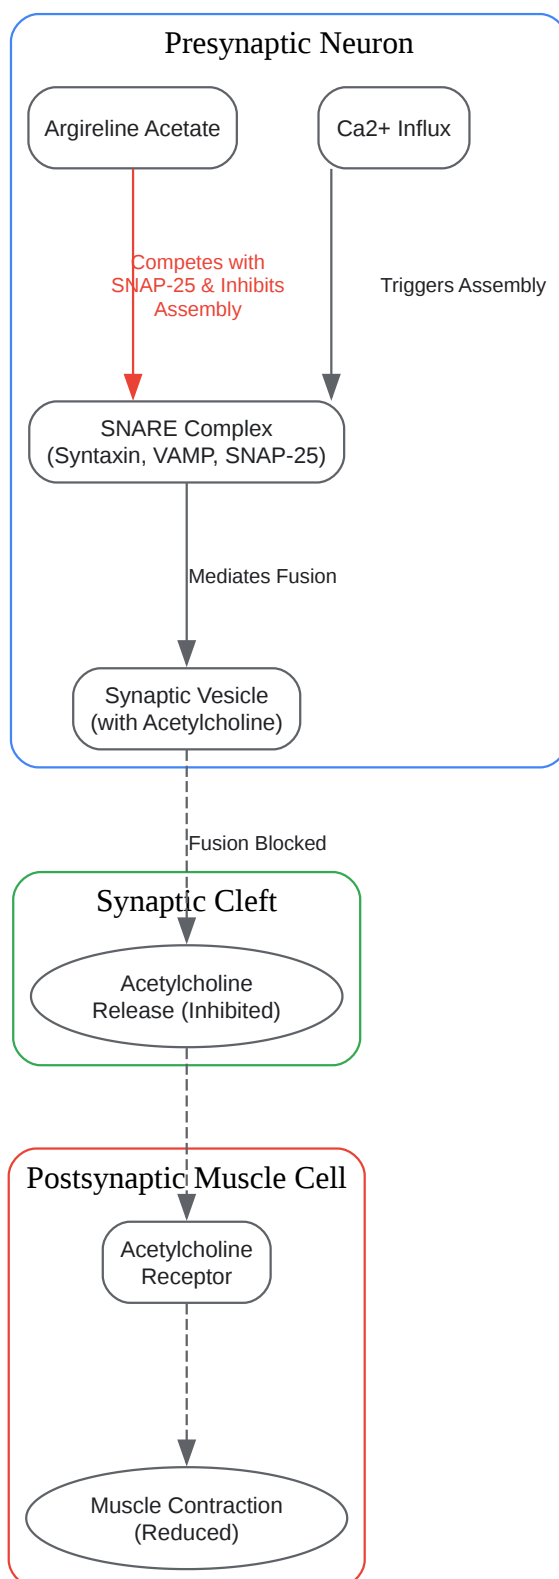 Presynaptic Neuron
Argireline Acetate
Ca2+ Influx
Competes with
SNAP-25 & Inhibits
Assembly
Triggers Assembly
SNARE Complex
(Syntaxin, VAMP, SNAP-25)
Mediates Fusion
Synaptic Vesicle
(with Acetylcholine)
Fusion Blocked
Synaptic Cleft
Acetylcholine
Release (Inhibited)
Postsynaptic Muscle Cell
Acetylcholine
Receptor
Muscle Contraction
(Reduced)